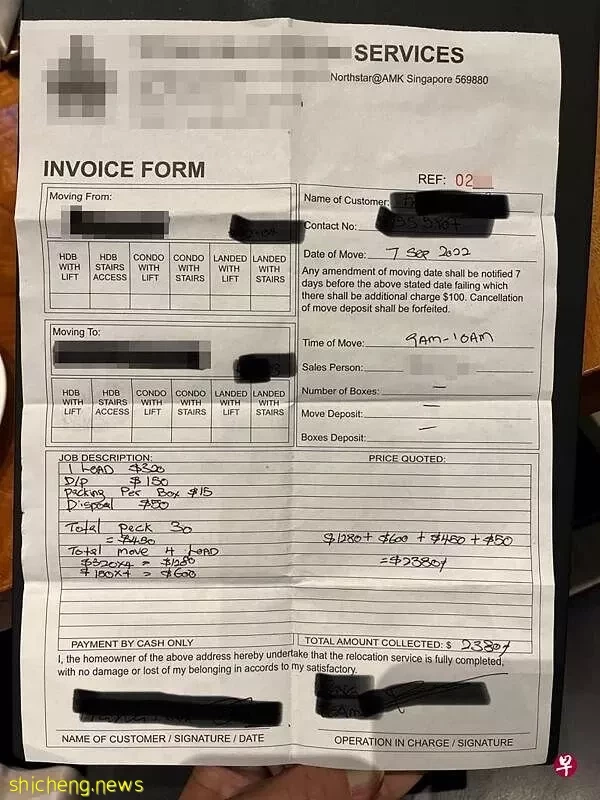 SERVICES
Northstar@AMK Singapore 569880
INVOICE FORM
REF: 02
Moving From:
HDB WITH LIFT
HDB STAIRS ACCESS
CONDO WITH LIFT
CONDO WITH STAIRS
LANDED WITH LIFT
LANDED WITH STAIRS
Name of Customer:
Contact No:
Date of Move: 7 Sep 2022
Any amendment of moving date shall be notified 7
days before the above stated date failing which
there shall be additional charge $100. Cancellation
of move deposit shall be forfeited.
Moving To:
HDB WITH LIFT
HDB STAIRS ACCESS
CONDO WITH LIFT
CONDO WITH STAIRS
LANDED WITH LIFT
LANDED WITH STAIRS
Time of Move: 9AM-10AM
Sales Person:
Number of Boxes: –
Move Deposit: –
Boxes Deposit: –
JOB DESCRIPTION:
1 LOAD $320
D/P $150
Packing Per Box $15
Disposal $50
Total pack 30
= $450
Total move 4 LOAD
$320x4 = $1280
$150x4 = $600
PRICE QUOTED:
$1280+ $600 + $450 + $50
=$2380/
PAYMENT BY CASH ONLY
TOTAL AMOUNT COLLECTED: $ 2380/
I, the homeowner of the above address hereby undertake that the relocation service is fully completed,
with no damage or lost of my belonging in accords to my satisfactory.
NAME OF CUSTOMER / SIGNATURE / DATE
OPERATION IN CHARGE / SIGNATURE
shicheng.news
早